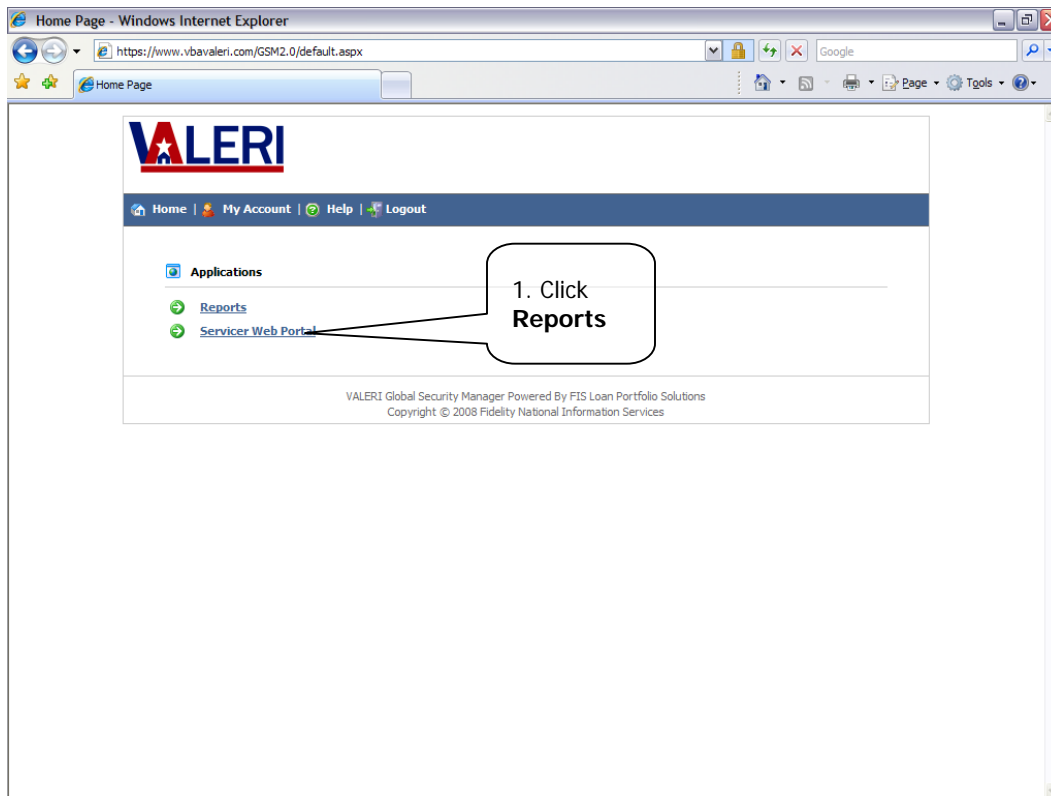 Home Page - Windows Internet Explorer
https://www.vbavaleri.com/GSM2.0/default.aspx
Google
Home Page
Page
Tools
VALERI
Home | My Account | Help | Logout
Applications
Reports
Servicer Web Portal
1. Click
Reports
VALERI Global Security Manager Powered By FIS Loan Portfolio Solutions
Copyright © 2008 Fidelity National Information Services